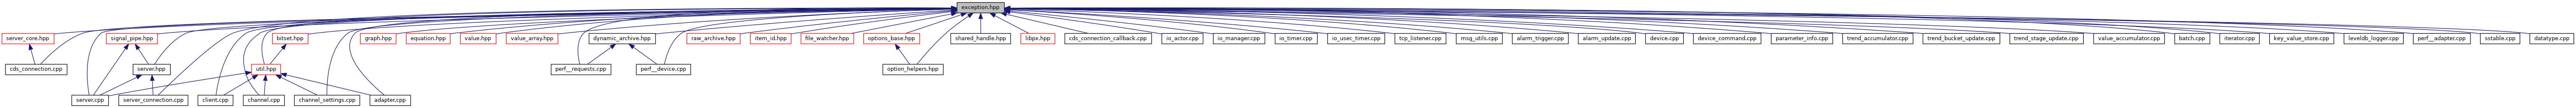 exception.hpp
server_core.hpp
signal_pipe.hpp
bitset.hpp
graph.hpp
equation.hpp
value.hpp
value_array.hpp
dynamic_archive.hpp
raw_archive.hpp
item_id.hpp
file_watcher.hpp
options_base.hpp
shared_handle.hpp
libpx.hpp
cds_connection_callback.cpp
io_actor.cpp
io_manager.cpp
io_timer.cpp
io_usec_timer.cpp
tcp_listener.cpp
msg_utils.cpp
alarm_trigger.cpp
alarm_update.cpp
device.cpp
device_command.cpp
parameter_info.cpp
trend_accumulator.cpp
trend_bucket_update.cpp
trend_stage_update.cpp
value_accumulator.cpp
batch.cpp
iterator.cpp
key_value_store.cpp
leveldb_logger.cpp
perf__adapter.cpp
sstable.cpp
datatype.cpp
cds_connection.cpp
server.hpp
util.hpp
perf__requests.cpp
perf__device.cpp
option_helpers.hpp
server.cpp
server_connection.cpp
client.cpp
channel.cpp
channel_settings.cpp
adapter.cpp